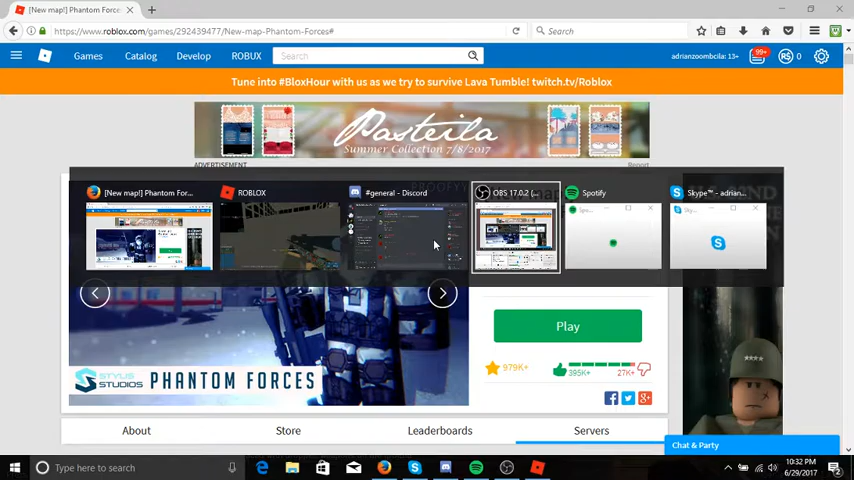 [New map!] Phantom Forces
https://www.roblox.com/games/292439477/New-map-Phantom-Forces#
Search
Games
Catalog
Develop
ROBUX
Search
adrianzoombcila: 13+
99+
R$
0
Tune into #BloxHour with us as we try to survive Lava Tumble! twitch.tv/Roblox
Pasteila
Summer Collection 7/8/2017
ADVERTISEMENT
Report
[New map!] Phantom For...
ROBLOX
#general - Discord
OBS 17.0.2 (
Spotify
Skype™ - adrian...
STYLIS
STUDIOS
PHANTOM FORCES
Play
979K+
395K+
27K+
About
Store
Leaderboards
Servers
Chat & Party
Type here to search
10:32 PM
6/29/2017